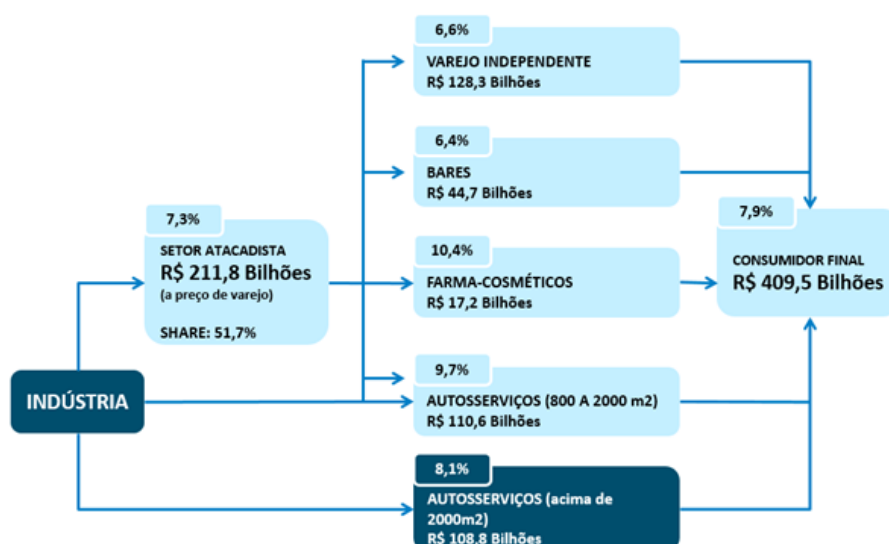 6,6%
VAREJO INDEPENDENTE
R$ 128,3 Bilhões
6,4%
BARES
R$ 44,7 Bilhões
7,3%
SETOR ATACADISTA
R$ 211,8 Bilhões
(a preço de varejo)
SHARE: 51,7%
10,4%
FARMA-COSMÉTICOS
R$ 17,2 Bilhões
7,9%
CONSUMIDOR FINAL
R$ 409,5 Bilhões
INDÚSTRIA
9,7%
AUTOSSERVIÇOS (800 A 2000 m2)
R$ 110,6 Bilhões
8,1%
AUTOSSERVIÇOS (acima de
2000m2)
R$ 108,8 Bilhões